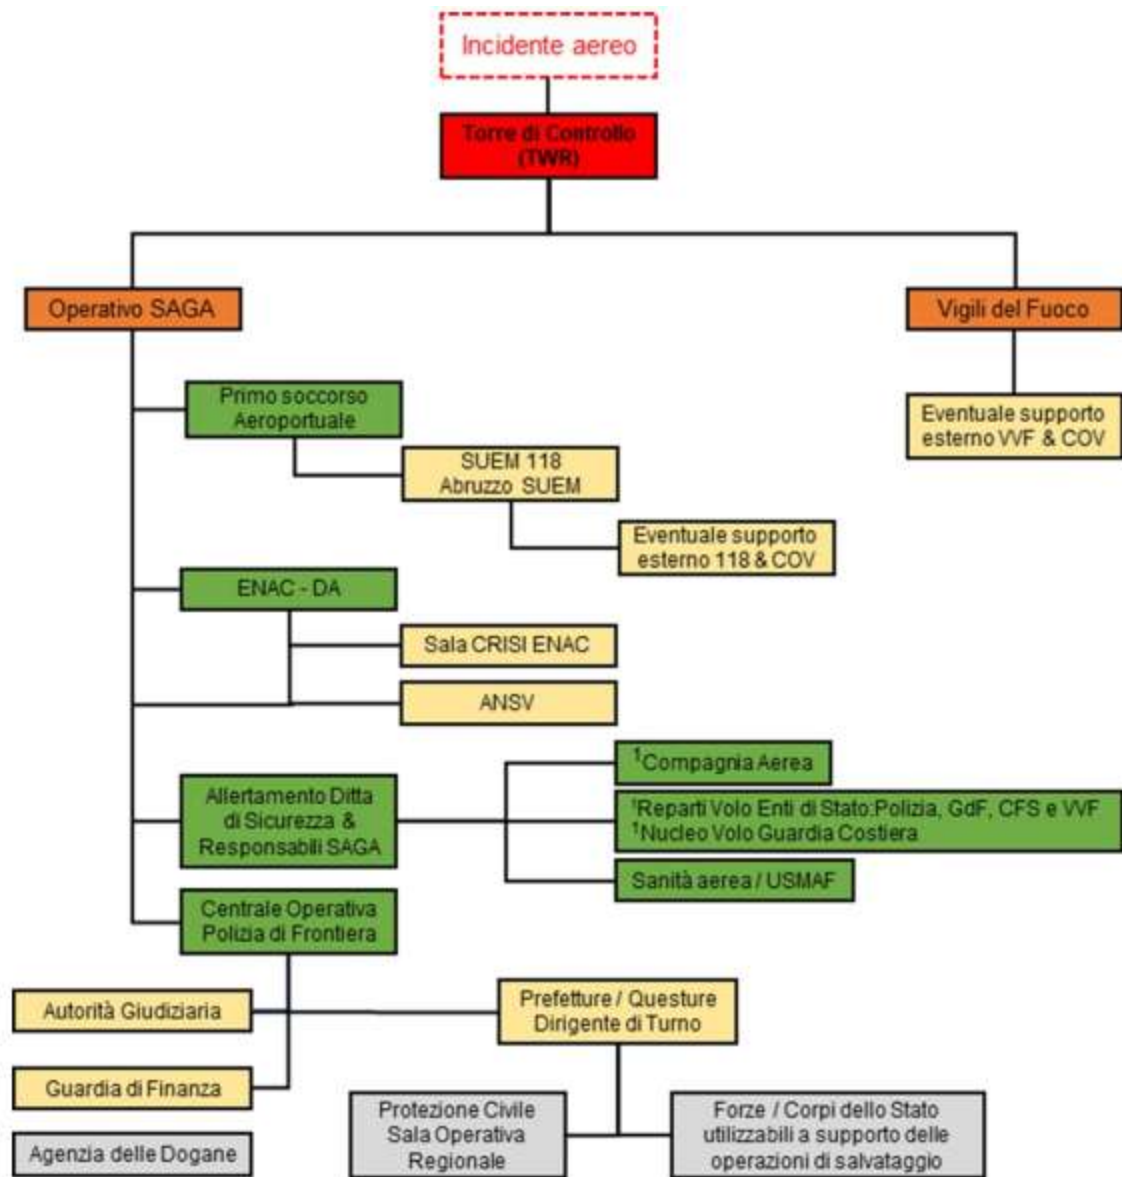 Incidente aereo
Torre di Controllo
(TWR)
Operativo SAGA
Vigili del Fuoco
Primo soccorso
Aeroportuale
Eventuale supporto
esterno VVF & COV
SUEM 118
Abruzzo SUEM
Eventuale supporto
esterno 118 & COV
ENAC - DA
Sala CRISI ENAC
ANSV
¹Compagnia Aerea
Allertamento Ditta
di Sicurezza &
Responsabili SAGA
¹Reparti Volo Enti di Stato:Polizia, GdF, CFS e VVF
¹Nucleo Volo Guardia Costiera
Sanità aerea / USMAF
Centrale Operativa
Polizia di Frontiera
Autorità Giudiziaria
Prefetture / Questure
Dirigente di Turno
Guardia di Finanza
Agenzia delle Dogane
Protezione Civile
Sala Operativa
Regionale
Forze / Corpi dello Stato
utilizzabili a supporto delle
operazioni di salvataggio